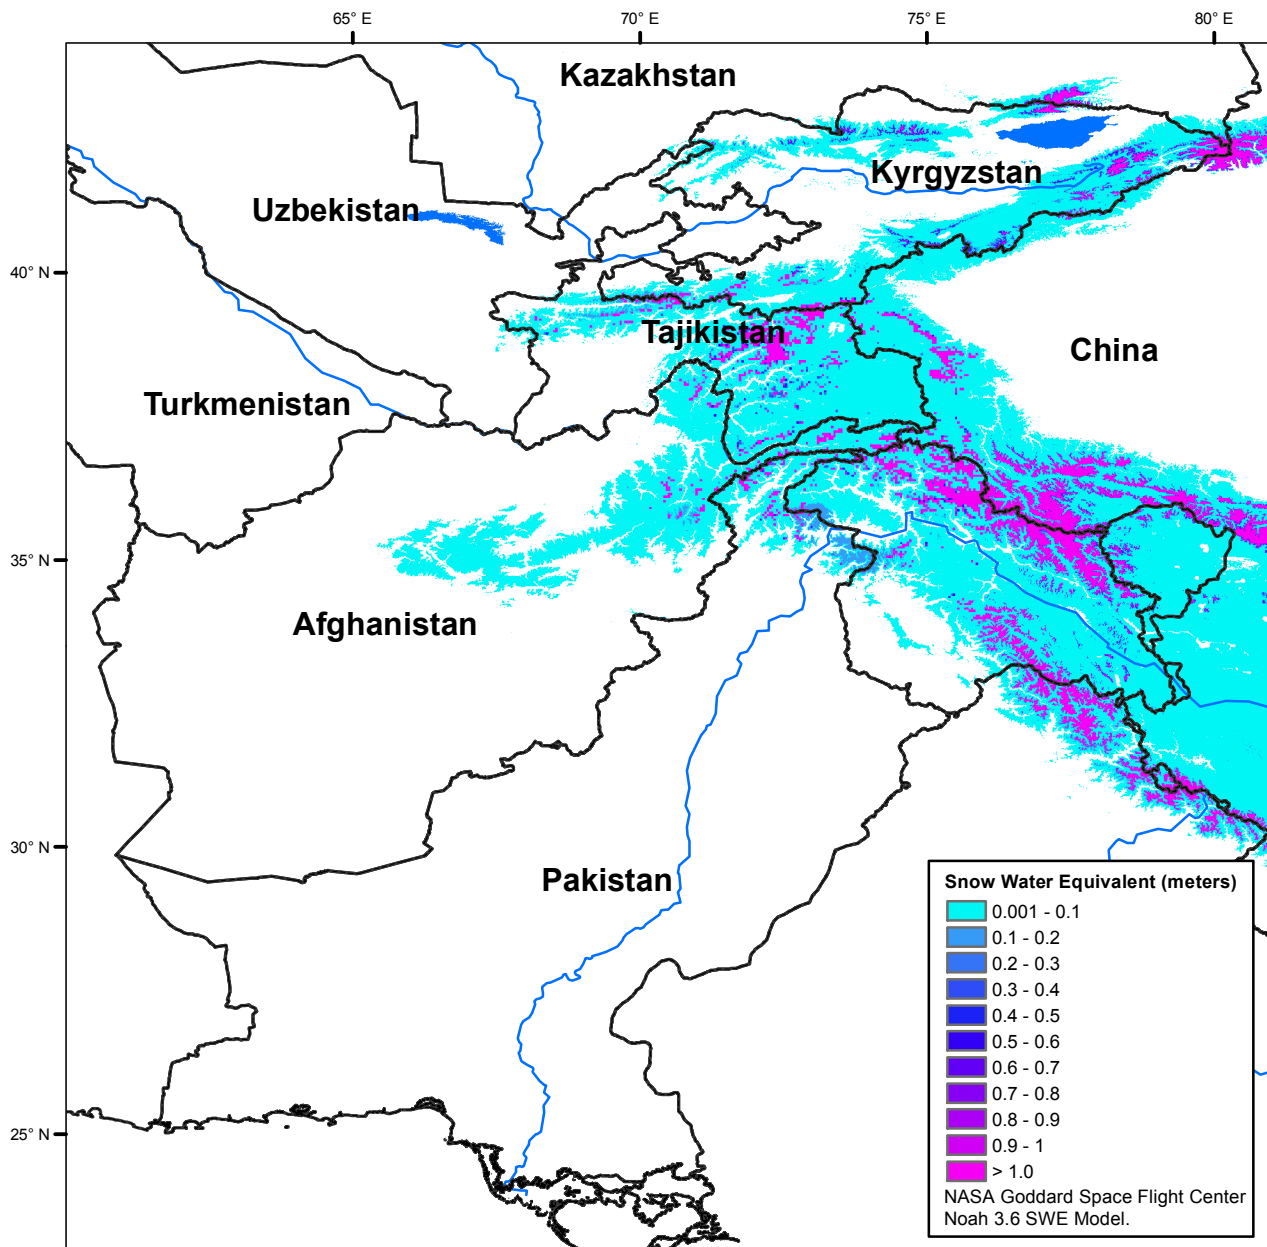 65° E
70° E
75° E
80° E
Kazakhstan
Kyrgyzstan
Uzbekistan
40° N
Tajikistan
China
Turkmenistan
35° N
Afghanistan
30° N
Pakistan
25° N
Snow Water Equivalent (meters)
0.001 - 0.1
0.1 - 0.2
0.2 - 0.3
0.3 - 0.4
0.4 - 0.5
0.5 - 0.6
0.6 - 0.7
0.7 - 0.8
0.8 - 0.9
0.9 - 1
> 1.0
NASA Goddard Space Flight Center
Noah 3.6 SWE Model.